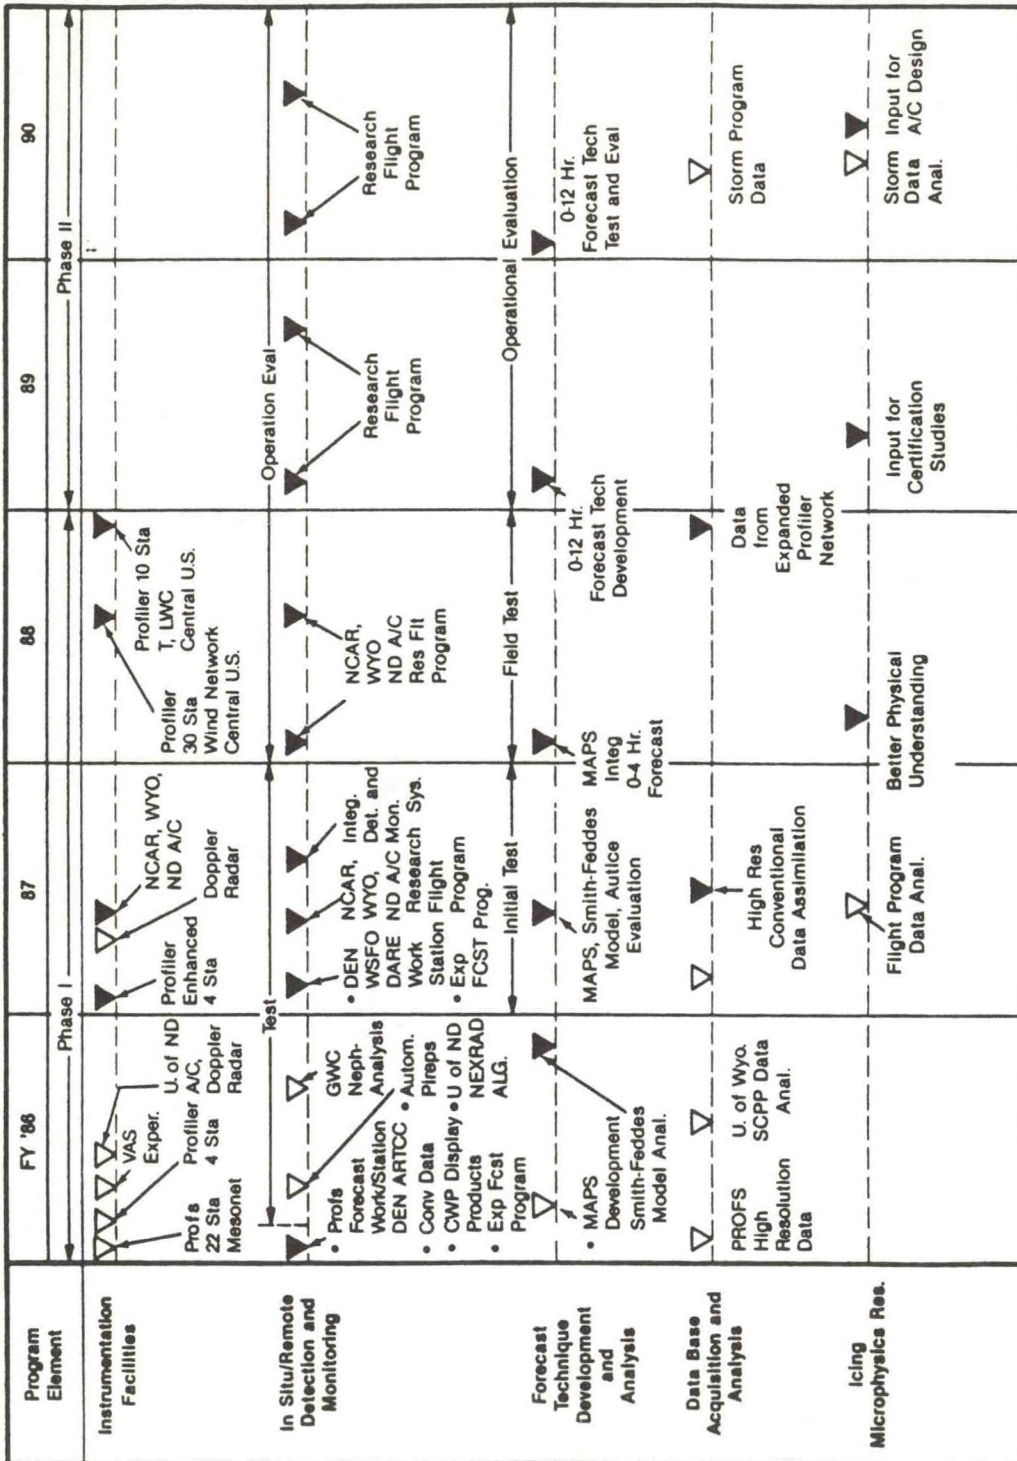 Program
Element
FY '86
87
88
89
90
Phase I
Phase II
Instrumentation
Facilities
Profs
22 Sta
Mesonet
Profiler
4 Sta
VAS
Exper.
U. of ND
A/C,
Doppler
Radar
Profiler
Enhanced
4 Sta
Doppler
Radar
NCAR, WYO,
ND A/C
Profiler
30 Sta
Wind Network
Central U.S.
Profiler 10 Sta
T, LWC
Central U.S.
Test
Operation Eval
In Situ/Remote
Detection and
Monitoring
• Profs
Forecast
Work/Station
DEN ARTCC
• Conv Data
• CWP Display
Products
• Exp Fcst
Program
GWC
Neph-
Analysis
• Autom.
Pireps
• U of ND
NEXRAD
ALG.
• DEN
WSFO
DARE
Work
Station
• Exp
FCST Prog.
NCAR,
WYO,
ND A/C
Research
Flight
Program
Integ.
Det. and
Mon.
Sys.
NCAR,
WYO
ND A/C
Res Flt
Program
Research
Flight
Program
Research
Flight
Program
Initial Test
Field Test
Operational Evaluation
Forecast
Technique
Development
and
Analysis
• MAPS
Development
Smith-Feddes
Model Anal.
MAPS, Smith-Feddes
Model, Autice
Evaluation
MAPS
Integ
0-4 Hr.
Forecast
0-12 Hr.
Forecast Tech
Development
0-12 Hr.
Forecast Tech
Test and Eval
Data Base
Acquisition and
Analysis
PROFS
High
Resolution
Data
U. of Wyo.
SCPP Data
Anal.
High Res
Conventional
Data Assimilation
Data
from
Expanded
Profiler
Network
Storm Program
Data
Icing
Microphysics Res.
Flight Program
Data Anal.
Better Physical
Understanding
Input for
Certification
Studies
Storm
Data
Anal.
Input for
A/C Design